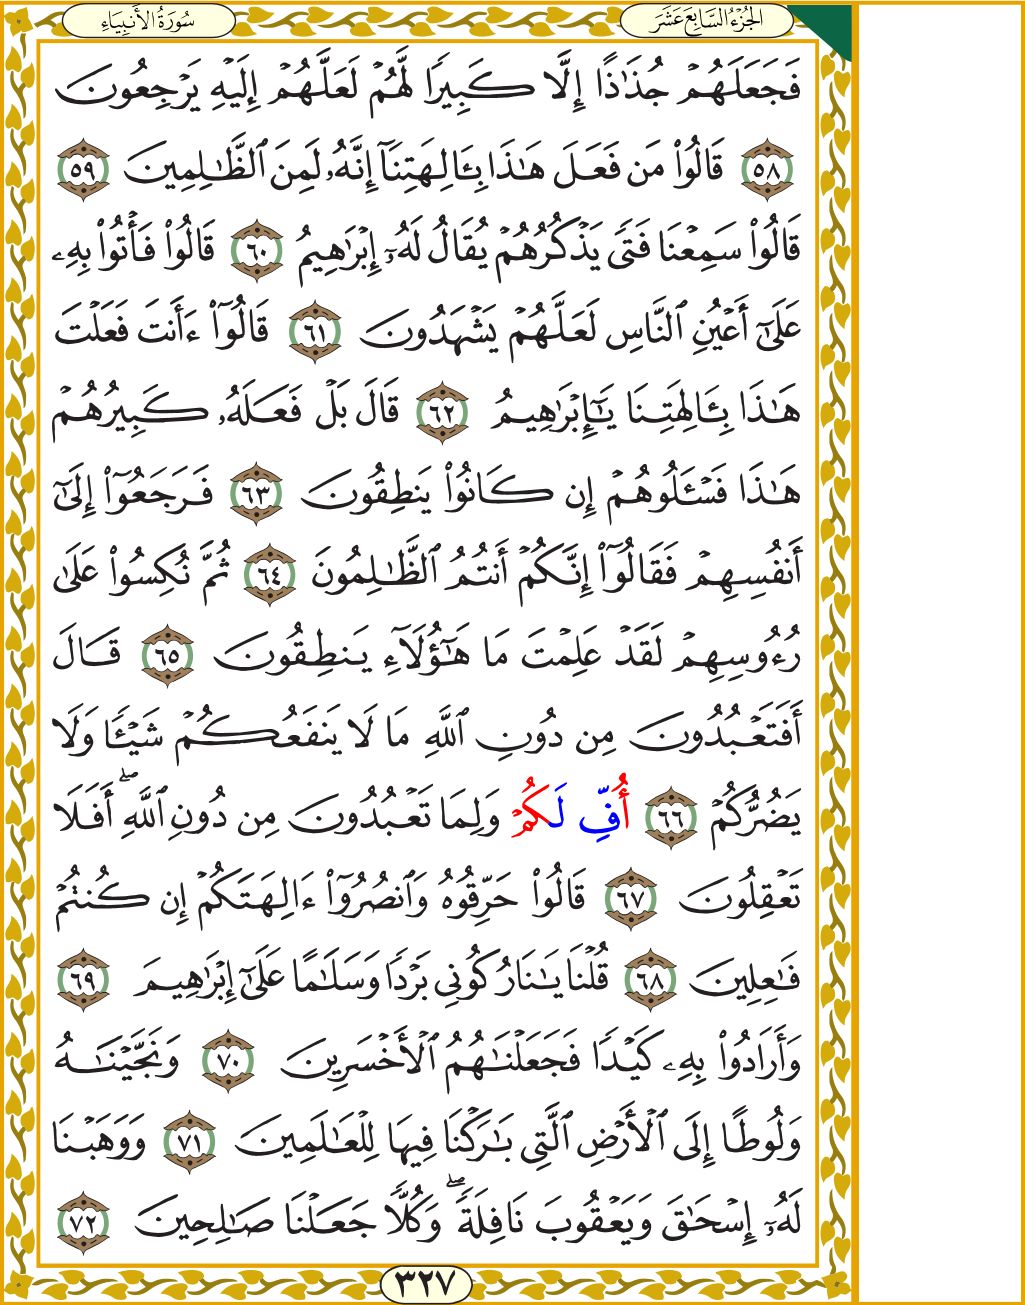 الجُزْءُ السَّابِعَ عَشَرَ
سُورَةُ الأَنبِيَاءِ
فَجَعَلَهُمْ جُذَٰذًا إِلَّا كَبِيرًا لَّهُمْ لَعَلَّهُمْ إِلَيْهِ يَرْجِعُونَ
٥٨ قَالُوا۟ مَن فَعَلَ هَٰذَا بِـَٔالِهَتِنَآ إِنَّهُۥ لَمِنَ ٱلظَّٰلِمِينَ ٥٩
قَالُوا۟ سَمِعْنَا فَتًى يَذْكُرُهُمْ يُقَالُ لَهُۥٓ إِبْرَٰهِيمُ ٦٠ قَالُوا۟ فَأْتُوا۟ بِهِۦ
عَلَىٰٓ أَعْيُنِ ٱلنَّاسِ لَعَلَّهُمْ يَشْهَدُونَ ٦١ قَالُوٓا۟ ءَأَنتَ فَعَلْتَ
هَٰذَا بِـَٔالِهَتِنَا يَٰٓإِبْرَٰهِيمُ ٦٢ قَالَ بَلْ فَعَلَهُۥ كَبِيرُهُمْ
هَٰذَا فَسْـَٔلُوهُمْ إِن كَانُوا۟ يَنطِقُونَ ٦٣ فَرَجَعُوٓا۟ إِلَىٰٓ
أَنفُسِهِمْ فَقَالُوٓا۟ إِنَّكُمْ أَنتُمُ ٱلظَّٰلِمُونَ ٦٤ ثُمَّ نُكِسُوا۟ عَلَىٰ
رُءُوسِهِمْ لَقَدْ عَلِمْتَ مَا هَٰٓؤُلَآءِ يَنطِقُونَ ٦٥ قَالَ
أَفَتَعْبُدُونَ مِن دُونِ ٱللَّهِ مَا لَا يَنفَعُكُمْ شَيْـًٔا وَلَا
يَضُرُّكُمْ ٦٦ أُفٍّ لَّكُمْ وَلِمَا تَعْبُدُونَ مِن دُونِ ٱللَّهِ ۖ أَفَلَا
تَعْقِلُونَ ٦٧ قَالُوا۟ حَرِّقُوهُ وَٱنصُرُوٓا۟ ءَالِهَتَكُمْ إِن كُنتُمْ
فَٰعِلِينَ ٦٨ قُلْنَا يَٰنَارُ كُونِى بَرْدًا وَسَلَٰمًا عَلَىٰٓ إِبْرَٰهِيمَ ٦٩
وَأَرَادُوا۟ بِهِۦ كَيْدًا فَجَعَلْنَٰهُمُ ٱلْأَخْسَرِينَ ٧٠ وَنَجَّيْنَٰهُ
وَلُوطًا إِلَى ٱلْأَرْضِ ٱلَّتِى بَٰرَكْنَا فِيهَا لِلْعَٰلَمِينَ ٧١ وَوَهَبْنَا
لَهُۥٓ إِسْحَٰقَ وَيَعْقُوبَ نَافِلَةً ۖ وَكُلًّا جَعَلْنَا صَٰلِحِينَ ٧٢
٣٢٧